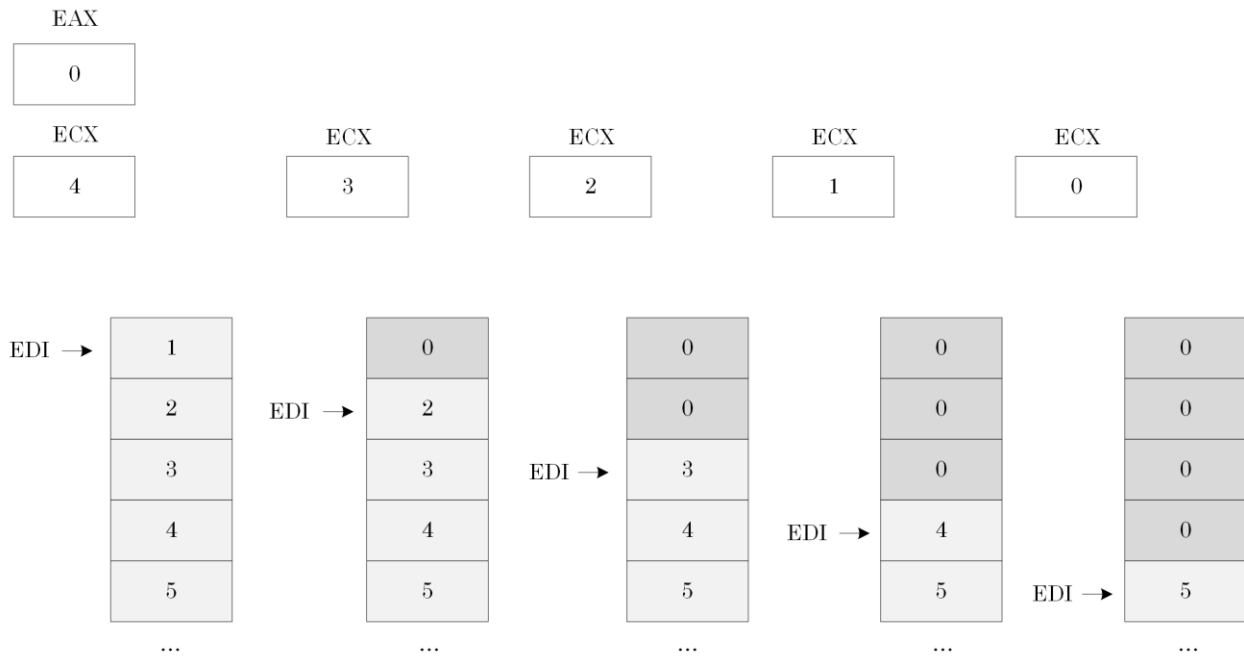 EAX
0
ECX ECX ECX ECX ECX
4 3 2 1 0
EDI 1 0 0 0 0
2 EDI 2 0 0 0
3 3 EDI 3 0 0
4 4 4 EDI 4 0
5 5 5 5 EDI 5
... ... ... ... ...